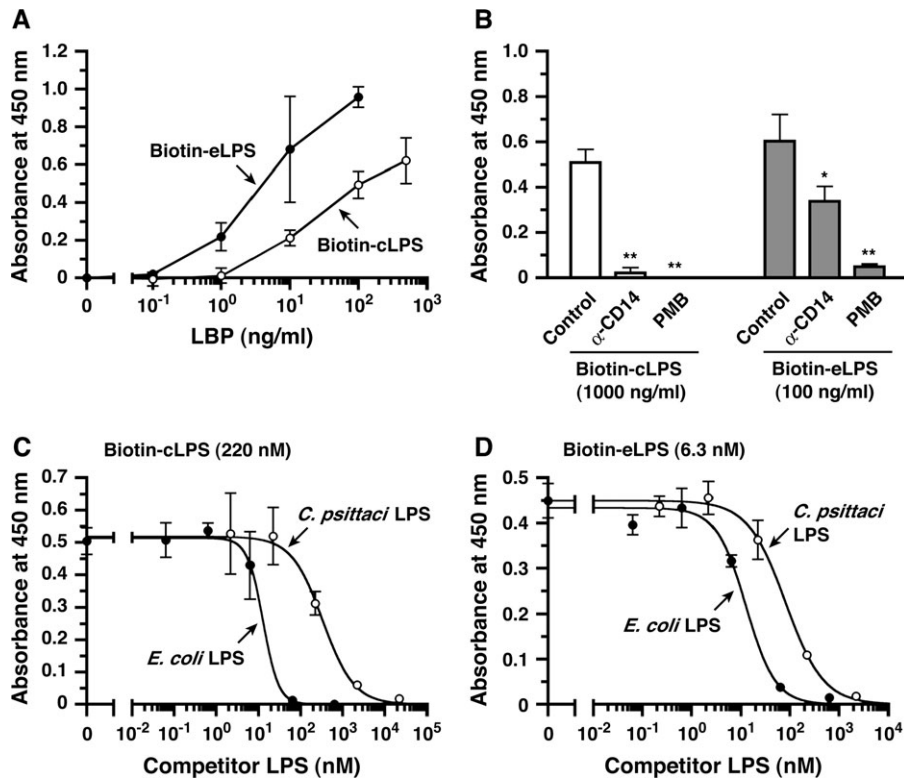 A
Absorbance at 450 nm
1.2
1.0
0.8
0.6
0.4
0.2
0
Biotin-eLPS
Biotin-cLPS
0 10⁻¹ 10⁰ 10¹ 10² 10³
LBP (ng/ml)
B
Absorbance at 450 nm
1.0
0.8
0.6
0.4
0.2
0
** ** * **
Control α-CD14 PMB Control α-CD14 PMB
Biotin-cLPS Biotin-eLPS
(1000 ng/ml) (100 ng/ml)
C Biotin-cLPS (220 nM)
Absorbance at 450 nm
0.7
0.6
0.5
0.4
0.3
0.2
0.1
0
C. psittaci LPS
E. coli LPS
0 10⁻² 10⁻¹ 10⁰ 10¹ 10² 10³ 10⁴ 10⁵
Competitor LPS (nM)
D Biotin-eLPS (6.3 nM)
Absorbance at 450 nm
0.5
0.4
0.3
0.2
0.1
0
C. psittaci
LPS
E. coli LPS
0 10⁻² 10⁻¹ 10⁰ 10¹ 10² 10³ 10⁴
Competitor LPS (nM)